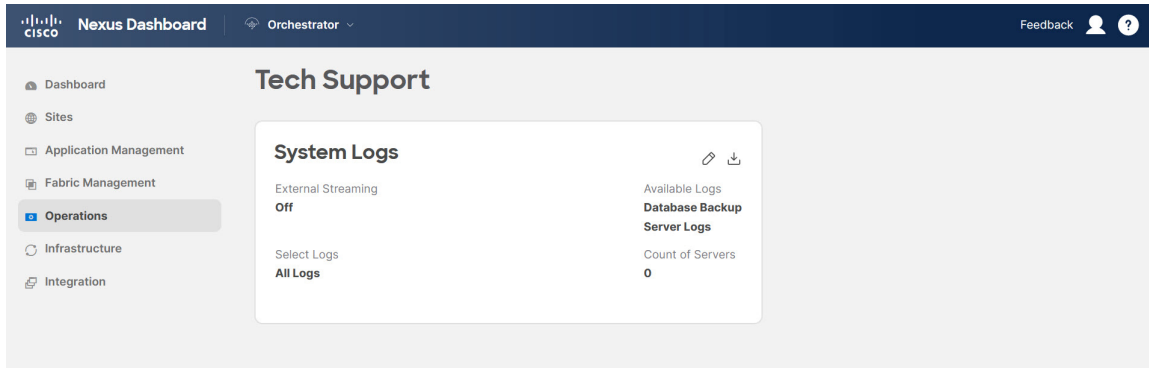 CISCO Nexus Dashboard Orchestrator Feedback ?
Dashboard
Sites
Application Management
Fabric Management
Operations
Infrastructure
Integration
Tech Support
System Logs
External Streaming
Off
Available Logs
Database Backup
Server Logs
Select Logs
All Logs
Count of Servers
0